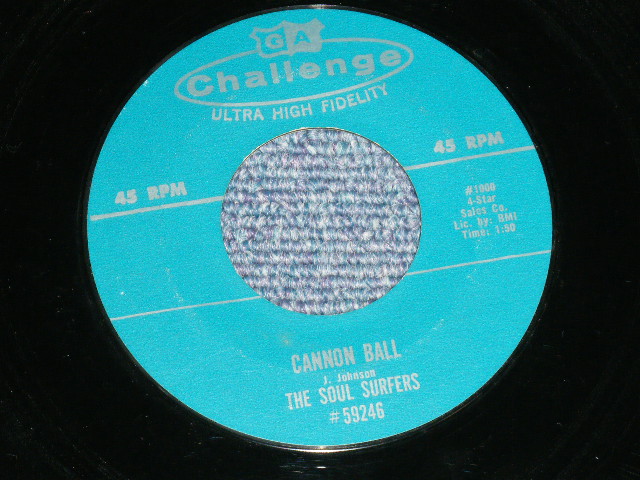 GA
Challenge
ULTRA HIGH FIDELITY
45 RPM
45 RPM
#1000
4-Star
Sales Co.
Lic. by: BMI
Time: 1:50
CANNON BALL
J. Johnson
THE SOUL SURFERS
#59246